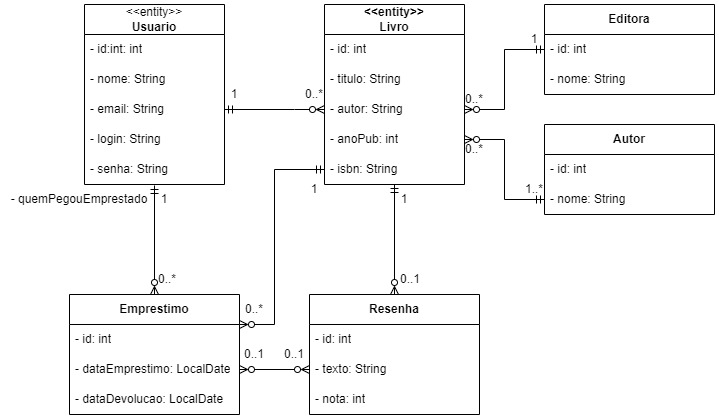 <<entity>>
Usuario
- id:int: int
- nome: String
- email: String
- login: String
- senha: String
<<entity>>
Livro
- id: int
- titulo: String
- autor: String
- anoPub: int
- isbn: String
Editora
- id: int
- nome: String
Autor
- id: int
- nome: String
1
0..*
1
0..*
0..*
1..*
1
1
1
- quemPegouEmprestado
0..*
0..*
0..1
Emprestimo
- id: int
- dataEmprestimo: LocalDate
- dataDevolucao: LocalDate
0..1
0..1
Resenha
- id: int
- texto: String
- nota: int